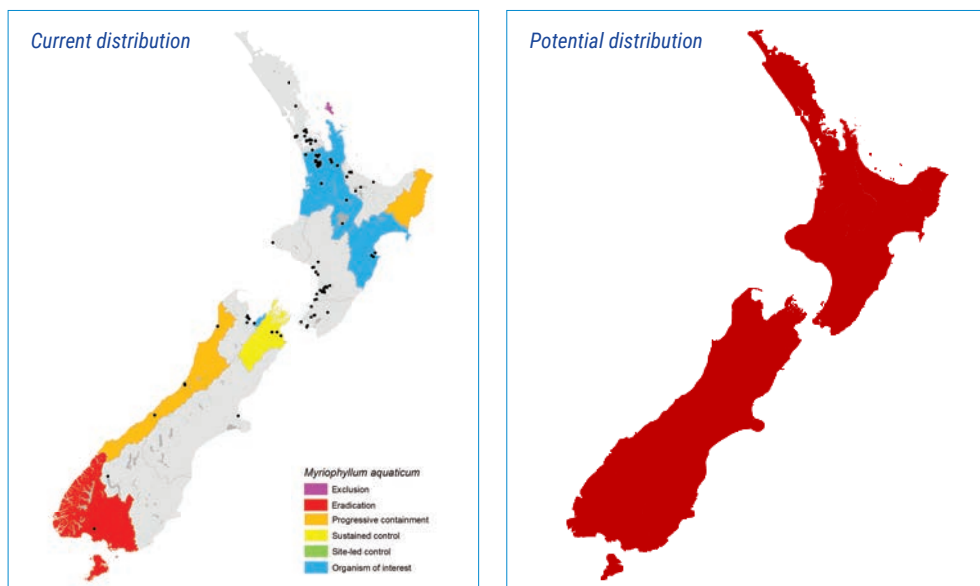 Current distribution
Potential distribution
Myriophyllum aquaticum
Exclusion
Eradication
Progressive containment
Sustained control
Site-led control
Organism of interest